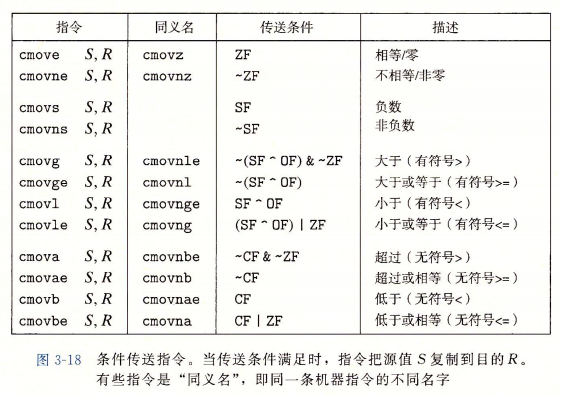 指令 同义名 传送条件 描述
cmove S, R cmovz ZF 相等/零
cmovne S, R cmovnz ~ZF 不相等/非零
cmovs S, R SF 负数
cmovns S, R ~SF 非负数
cmovg S, R cmovnle ~(SF ^ OF) & ~ZF 大于（有符号>）
cmovge S, R cmovnl ~(SF ^ OF) 大于或等于（有符号>=）
cmovl S, R cmovnge SF ^ OF 小于（有符号<）
cmovle S, R cmovng (SF ^ OF) | ZF 小于或等于（有符号<=）
cmova S, R cmovnbe ~CF & ~ZF 超过（无符号>）
cmovae S, R cmovnb ~CF 超过或相等（无符号>=）
cmovb S, R cmovnae CF 低于（无符号<）
cmovbe S, R cmovna CF | ZF 低于或相等（无符号<=）
图 3-18 条件传送指令。当传送条件满足时，指令把源值 S 复制到目的 R。
有些指令是“同义名”，即同一条机器指令的不同名字